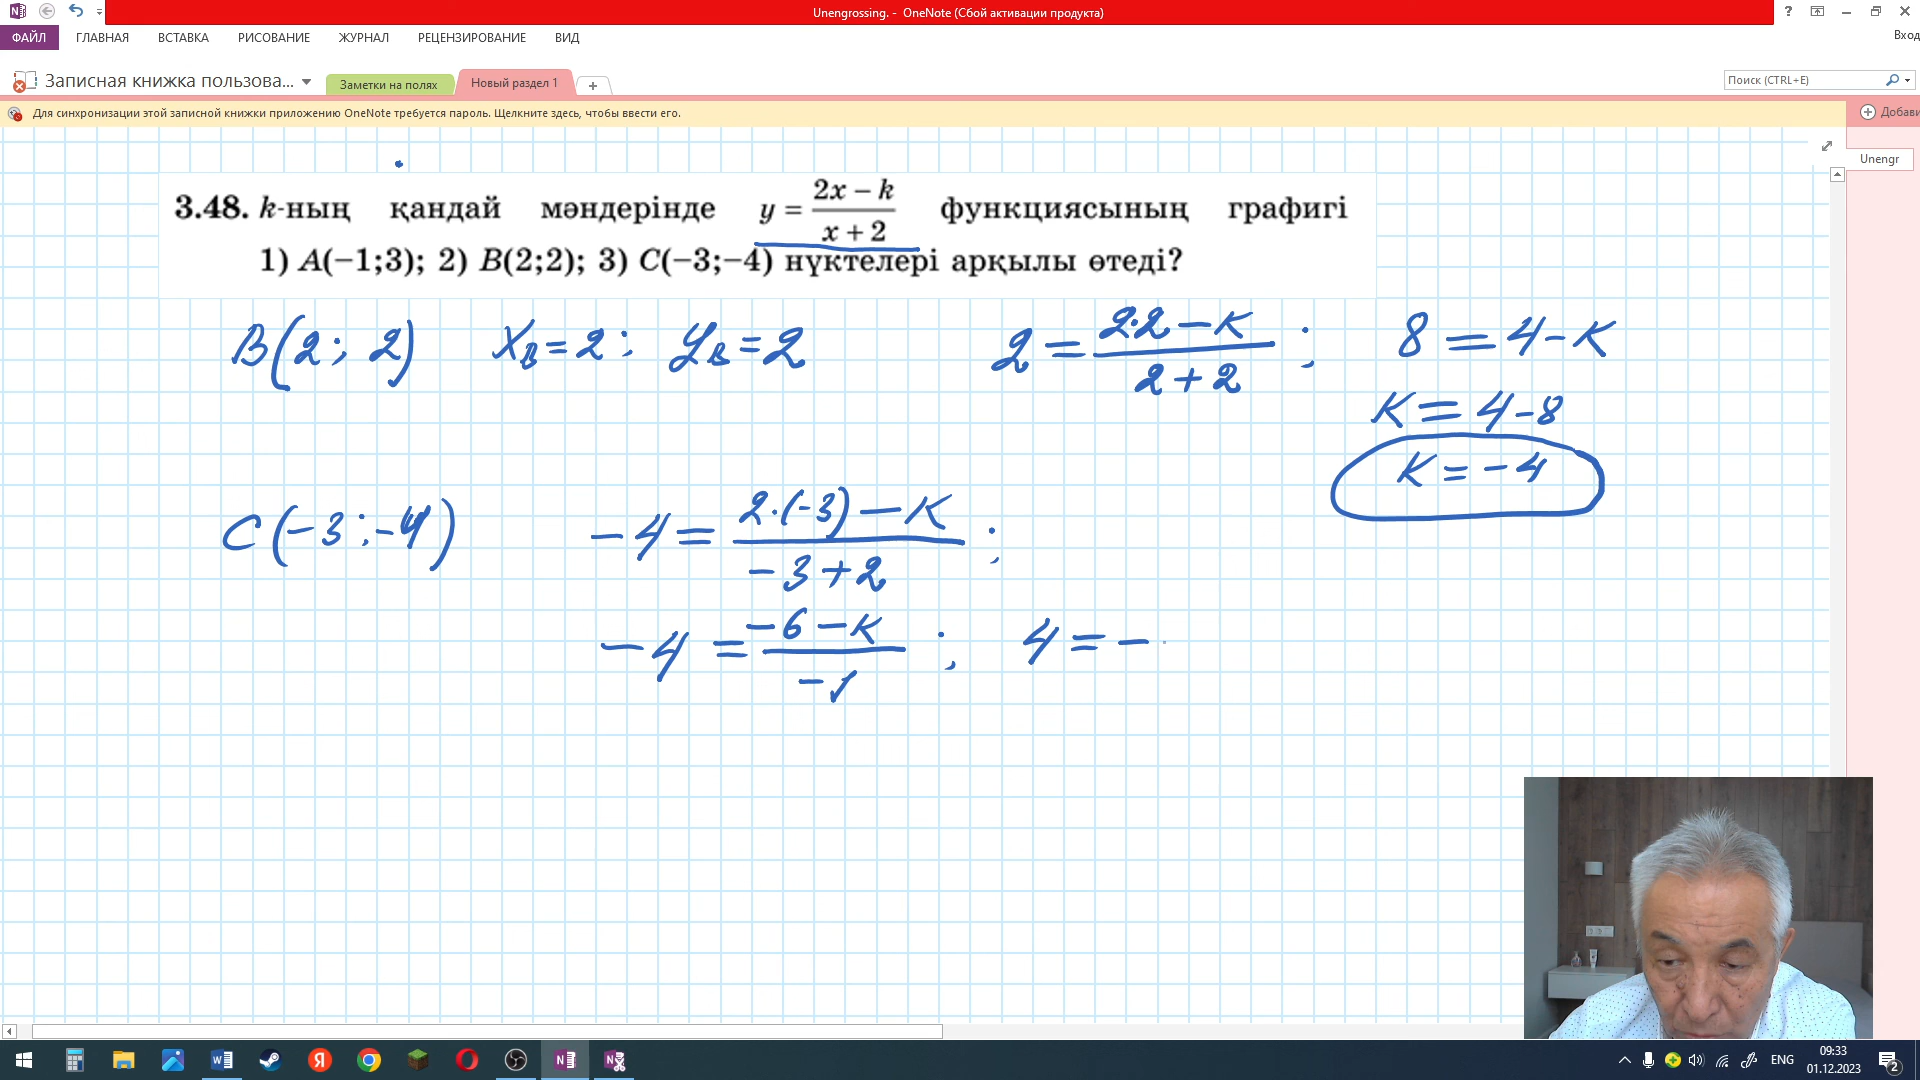 Unengrossing. - OneNote (Сбой активации продукта)
ФАЙЛ ГЛАВНАЯ ВСТАВКА РИСОВАНИЕ ЖУРНАЛ РЕЦЕНЗИРОВАНИЕ ВИД
Вход
Записная книжка пользова... Заметки на полях Новый раздел 1
Поиск (CTRL+E)
Для синхронизации этой записной книжки приложению OneNote требуется пароль. Щелкните здесь, чтобы ввести его.
Добави
Unengr
3.48. k-ның қандай мәндерінде y = (2x – k)/(x + 2) функциясының графигі
1) A(−1;3); 2) B(2;2); 3) C(−3;−4) нүктелері арқылы өтеді?
B(2; 2) XB=2; YB=2 2=(2·2−K)/(2+2); 8=4−K
K=4−8
K=−4
C(−3;−4) −4=(2·(−3)−K)/(−3+2);
−4=(−6−K)/(−1); 4=−
ENG
09:33
01.12.2023
2